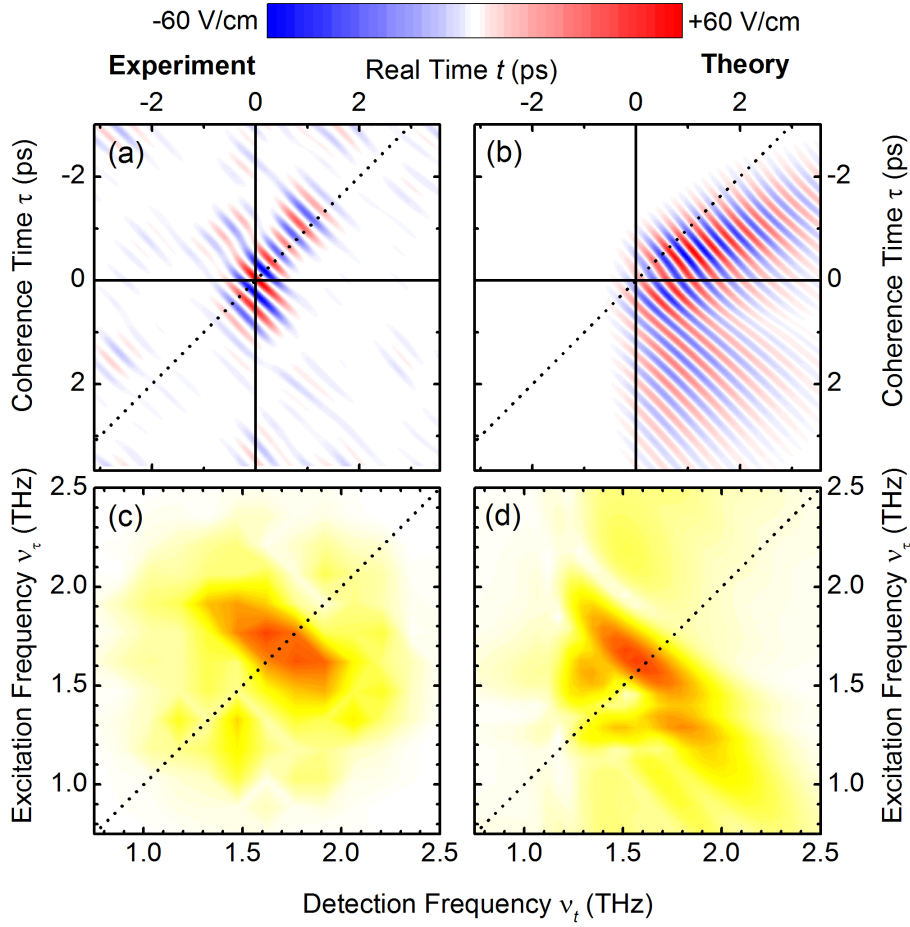 -60 V/cm +60 V/cm
Experiment Real Time t (ps) Theory
-2 0 2 -2 0 2
(a) (b)
Coherence Time τ (ps)
-2
0
2
Coherence Time τ (ps)
-2
0
2
(c) (d)
Excitation Frequency ντ (THz)
2.5
2.0
1.5
1.0
Excitation Frequency ντ (THz)
2.5
2.0
1.5
1.0
1.0 1.5 2.0 2.5 1.0 1.5 2.0 2.5
Detection Frequency νt (THz)